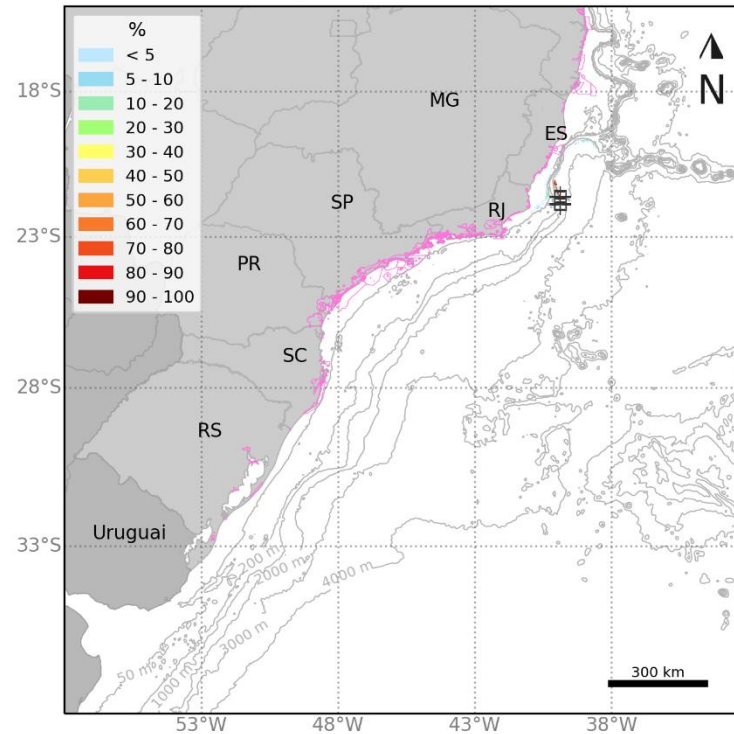 %
< 5
5 - 10
10 - 20
20 - 30
30 - 40
40 - 50
50 - 60
60 - 70
70 - 80
80 - 90
90 - 100
N
MG
ES
SP
RJ
PR
SC
RS
Uruguai
18°S
23°S
28°S
33°S
200 m
2000 m
4000 m
3000 m
50 m
1000 m
300 km
53°W
48°W
43°W
38°W